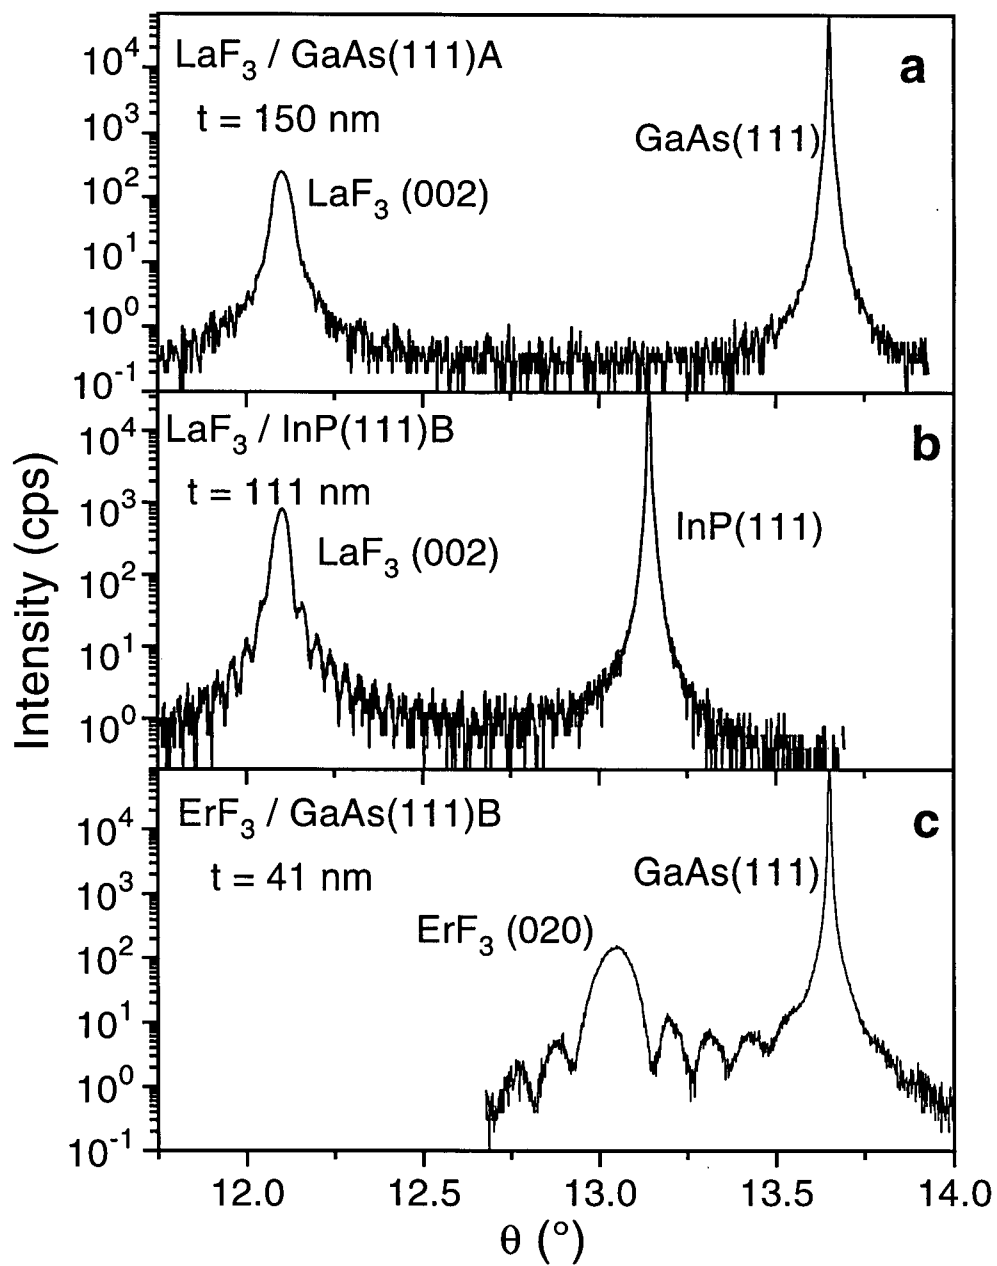 LaF3 / GaAs(111)A
a
t = 150 nm
GaAs(111)
LaF3 (002)
10^4
10^3
10^2
10^1
10^0
10^-1
LaF3 / InP(111)B
b
t = 111 nm
InP(111)
LaF3 (002)
10^4
10^3
10^2
10^1
10^0
Intensity (cps)
ErF3 / GaAs(111)B
c
t = 41 nm
GaAs(111)
ErF3 (020)
10^4
10^3
10^2
10^1
10^0
10^-1
12.0 12.5 13.0 13.5 14.0
θ (°)